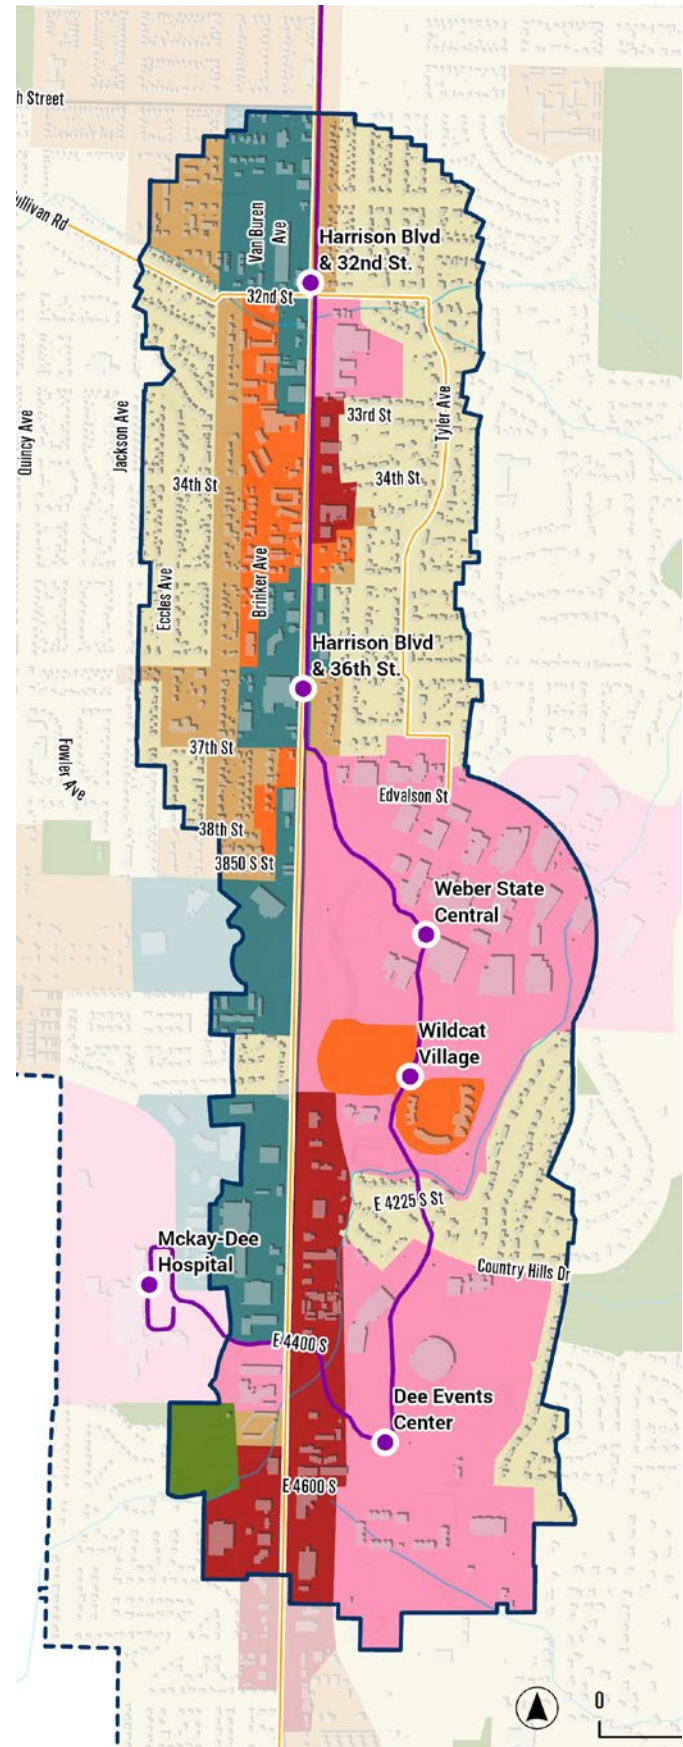 h Street
ullivan Rd
Van Buren
Ave
Harrison Blvd
& 32nd St.
32nd St
Quincy Ave
Jackson Ave
33rd St
Tyler Ave
34th St
34th St
Eccles Ave
Brinker Ave
Harrison Blvd
& 36th St.
37th St
Fowler Ave
Edvalson St
38th St
3850 S St
Weber State
Central
Wildcat
Village
E 4225 S St
Mckay-Dee
Hospital
Country Hills Dr
E 4400 S
Dee Events
Center
E 4600 S
0